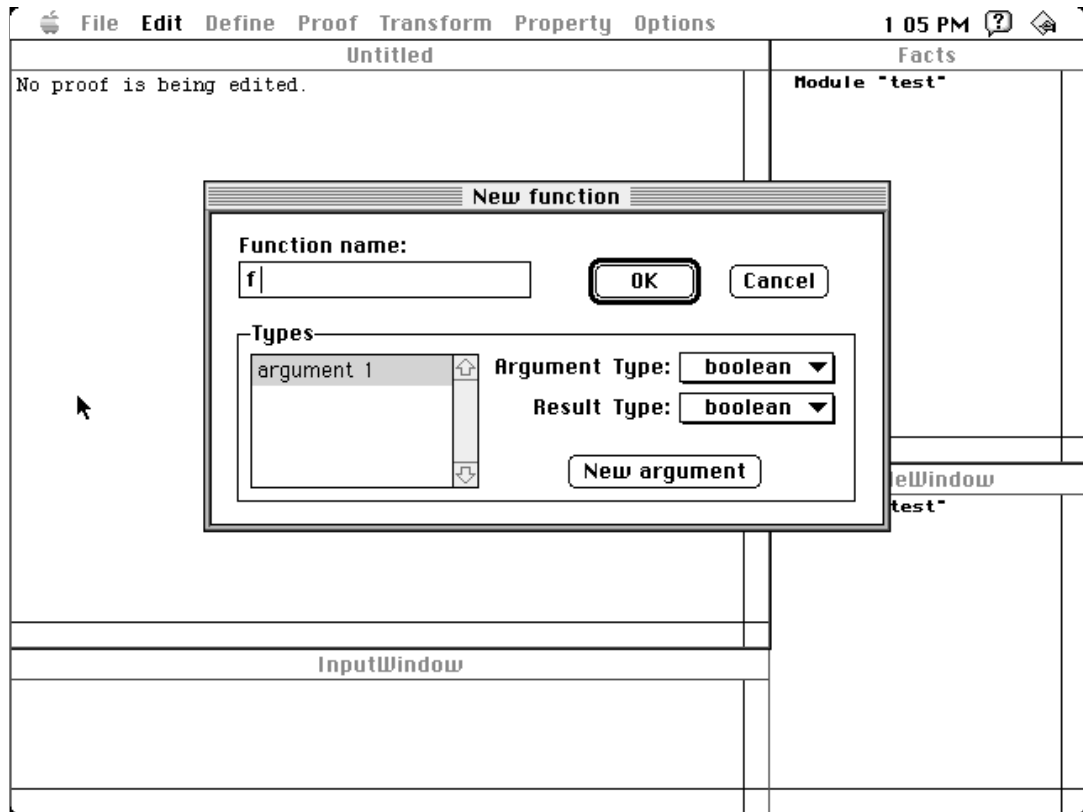 File Edit Define Proof Transform Property Options 1 05 PM
Untitled
No proof is being edited.
Facts
Module "test"
New function
Function name:
f
OK
Cancel
Types
argument 1
Argument Type: boolean
Result Type: boolean
New argument
leWindow
test"
InputWindow